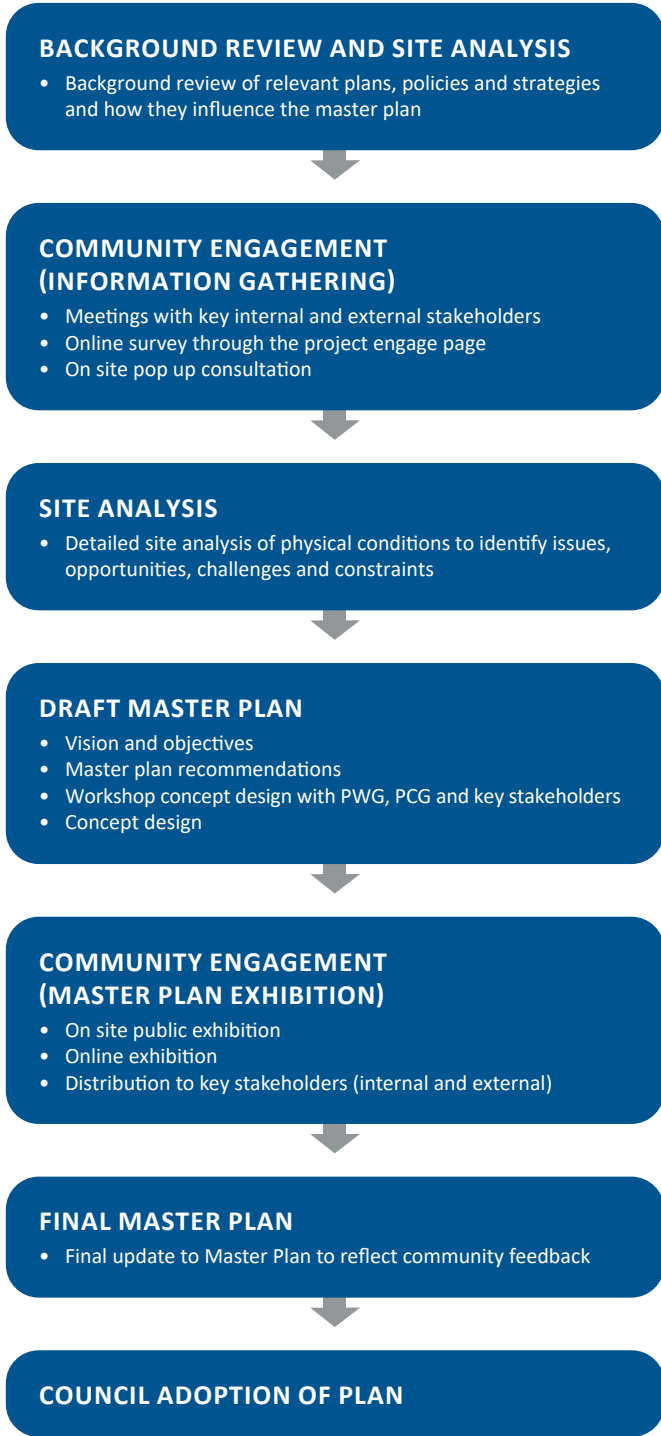 BACKGROUND REVIEW AND SITE ANALYSIS
• Background review of relevant plans, policies and strategies
and how they influence the master plan
COMMUNITY ENGAGEMENT
(INFORMATION GATHERING)
• Meetings with key internal and external stakeholders
• Online survey through the project engage page
• On site pop up consultation
SITE ANALYSIS
• Detailed site analysis of physical conditions to identify issues,
opportunities, challenges and constraints
DRAFT MASTER PLAN
• Vision and objectives
• Master plan recommendations
• Workshop concept design with PWG, PCG and key stakeholders
• Concept design
COMMUNITY ENGAGEMENT
(MASTER PLAN EXHIBITION)
• On site public exhibition
• Online exhibition
• Distribution to key stakeholders (internal and external)
FINAL MASTER PLAN
• Final update to Master Plan to reflect community feedback
COUNCIL ADOPTION OF PLAN